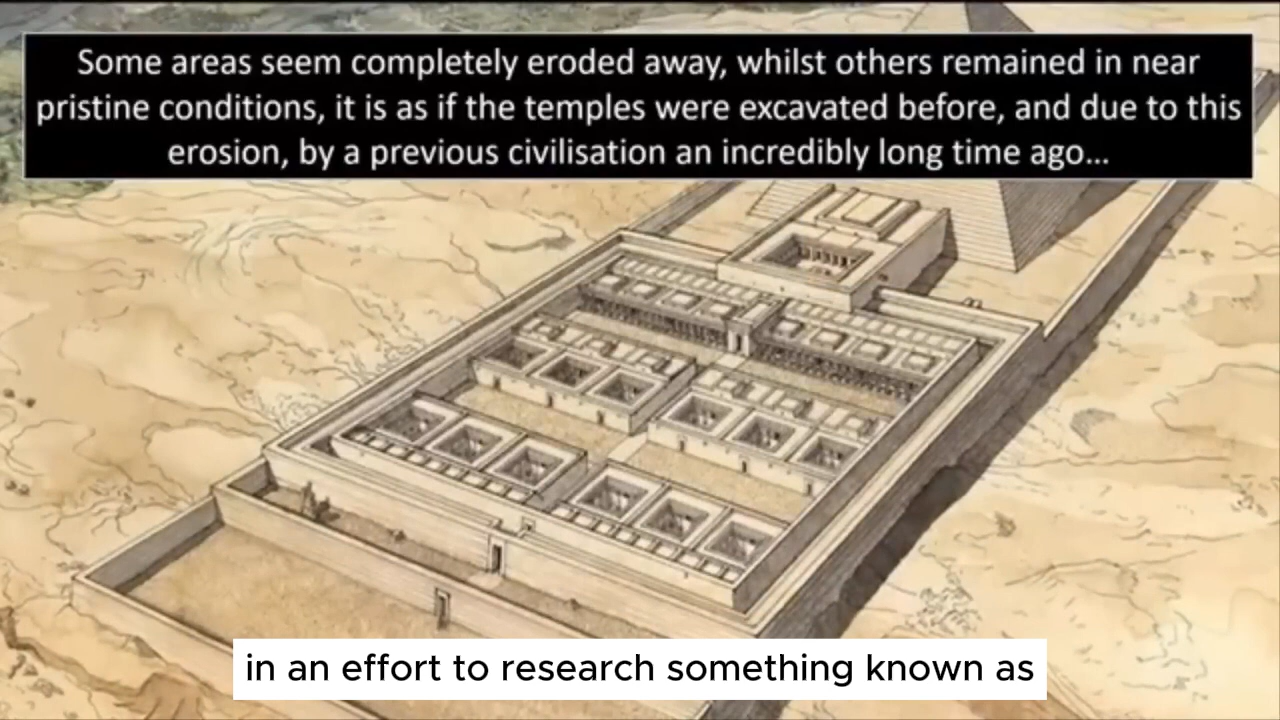 Some areas seem completely eroded away, whilst others remained in near
pristine conditions, it is as if the temples were excavated before, and due to this
erosion, by a previous civilisation an incredibly long time ago...
in an effort to research something known as